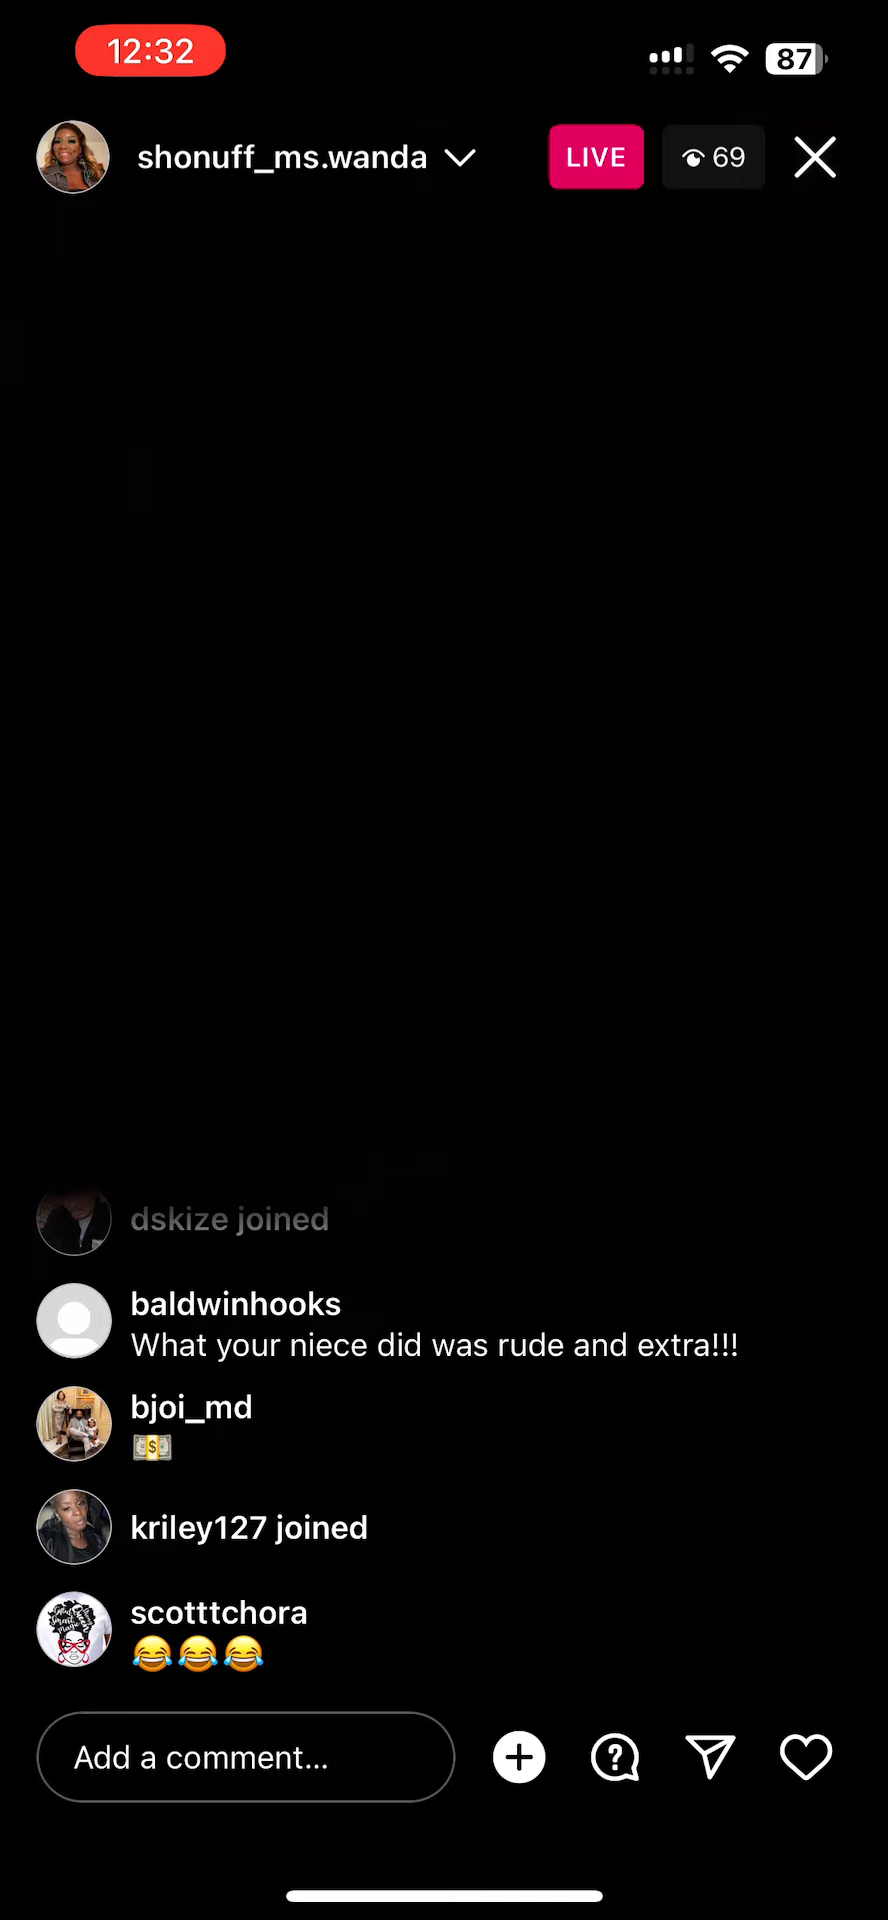 12:32
87
shonuff_ms.wanda
LIVE
69
dskize joined
baldwinhooks
What your niece did was rude and extra!!!
bjoi_md
💵
kriley127 joined
scotttchora
😂😂😂
Add a comment...